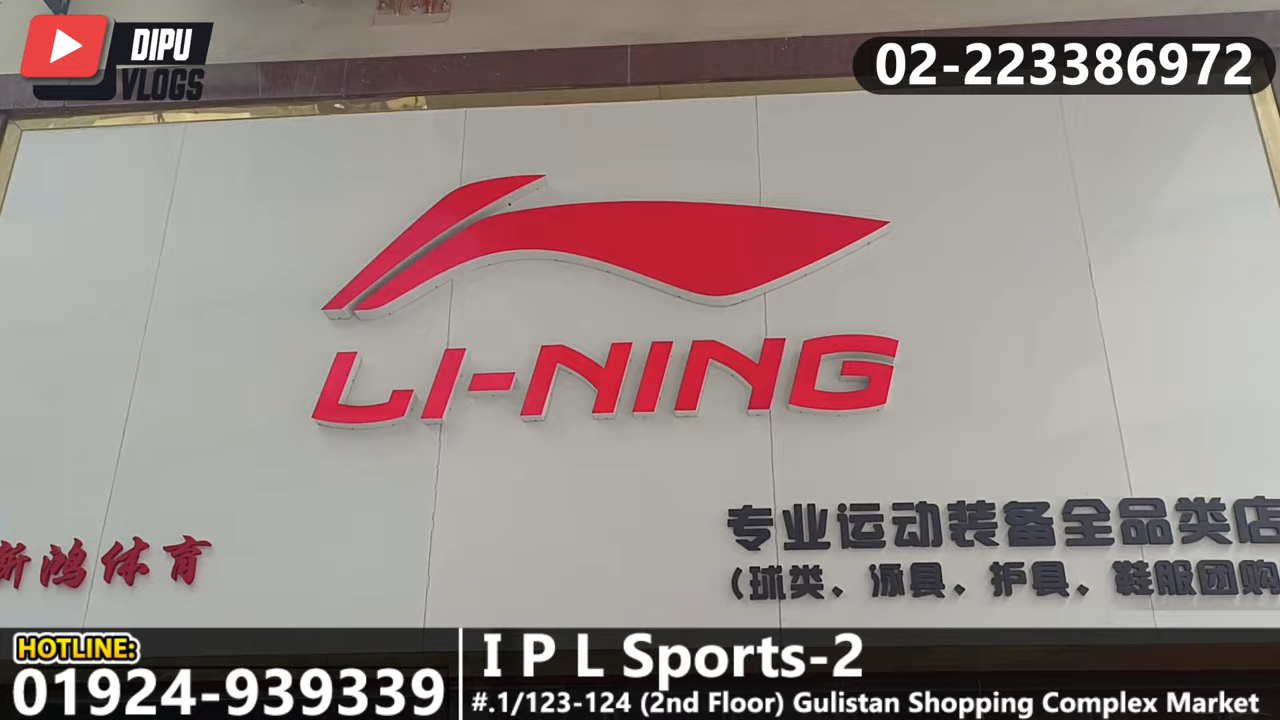 DIPU
VLOGS
02-223386972
LI-NING
专业运动装备全品类店
(球类、泳具、护具、鞋服团购
新鸿体育
HOTLINE:
01924-939339
I P L Sports-2
#.1/123-124 (2nd Floor) Gulistan Shopping Complex Market